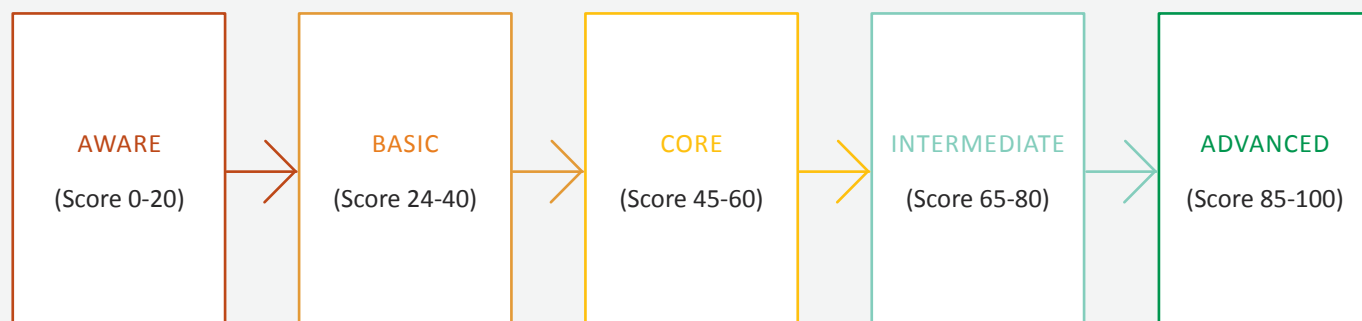 AWARE
(Score 0-20)
BASIC
(Score 24-40)
CORE
(Score 45-60)
INTERMEDIATE
(Score 65-80)
ADVANCED
(Score 85-100)